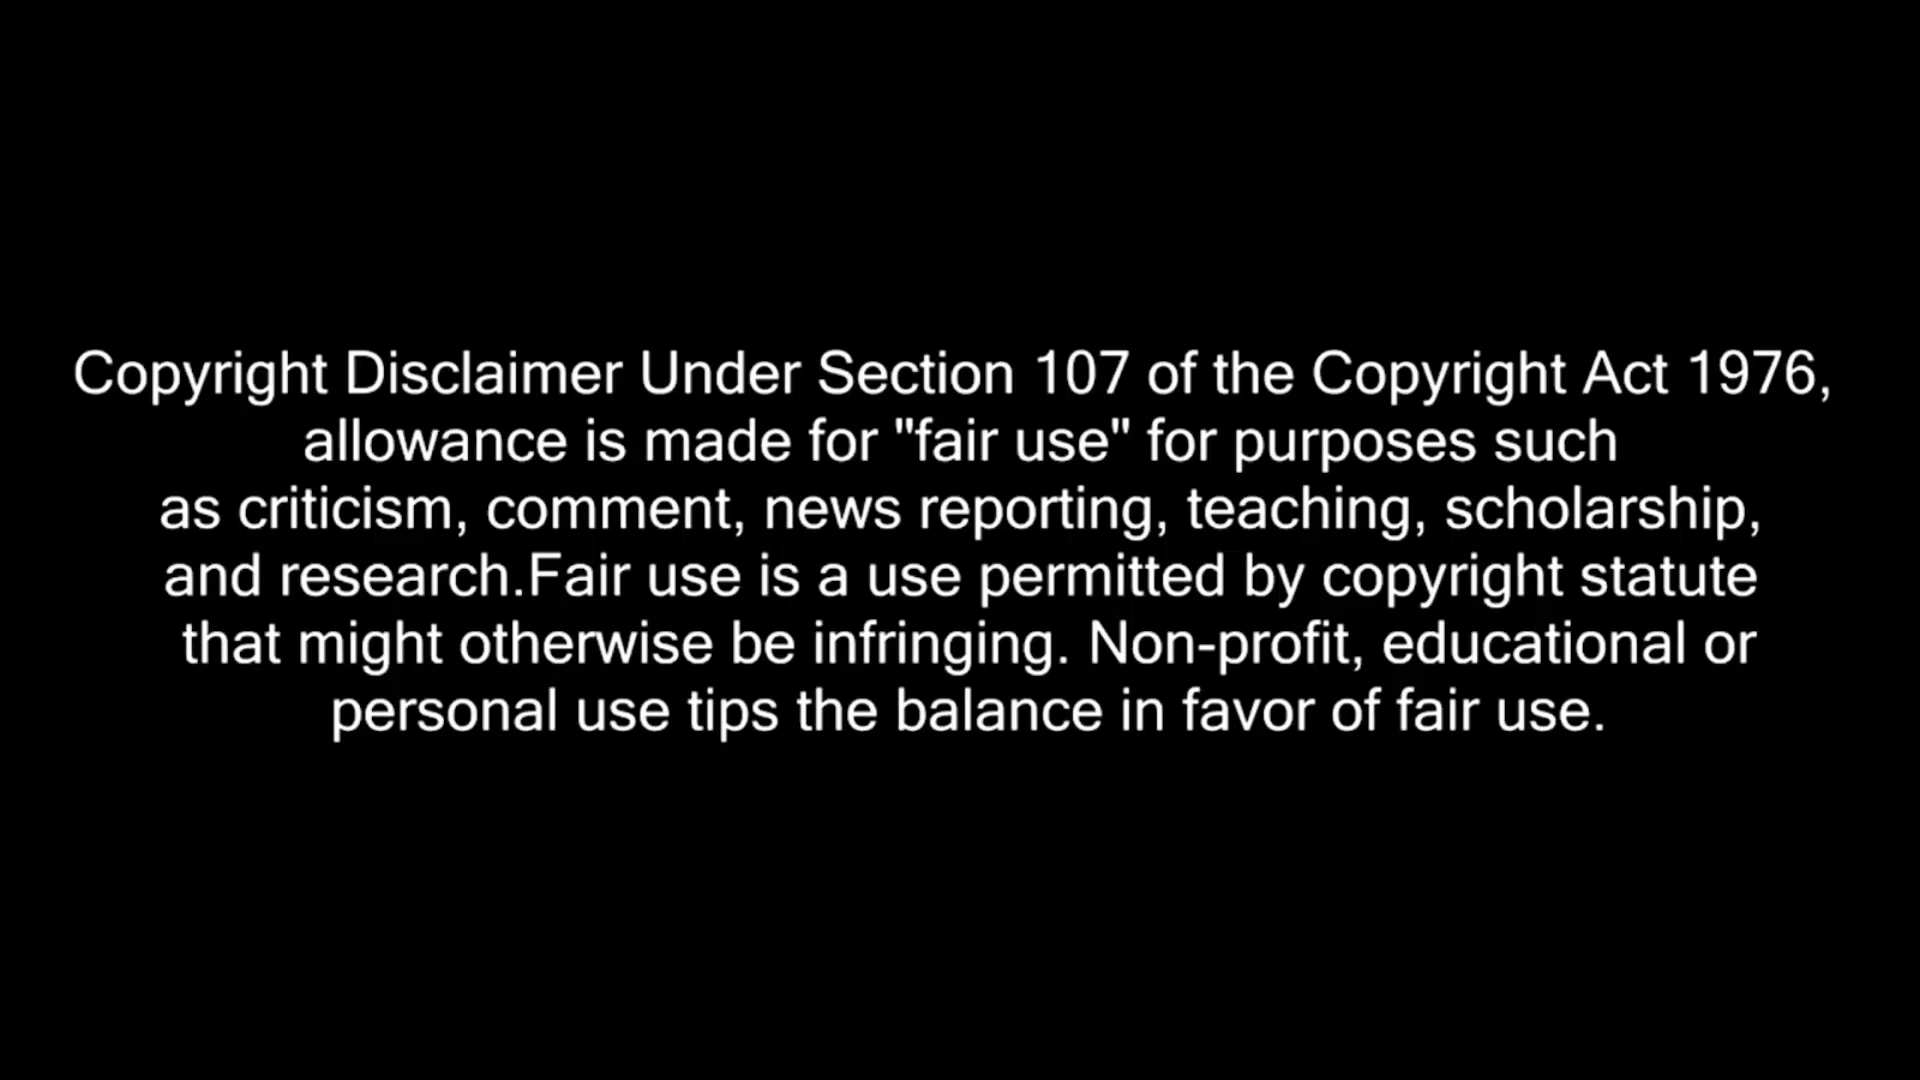 Copyright Disclaimer Under Section 107 of the Copyright Act 1976,
allowance is made for "fair use" for purposes such
as criticism, comment, news reporting, teaching, scholarship,
and research.Fair use is a use permitted by copyright statute
that might otherwise be infringing. Non-profit, educational or
personal use tips the balance in favor of fair use.